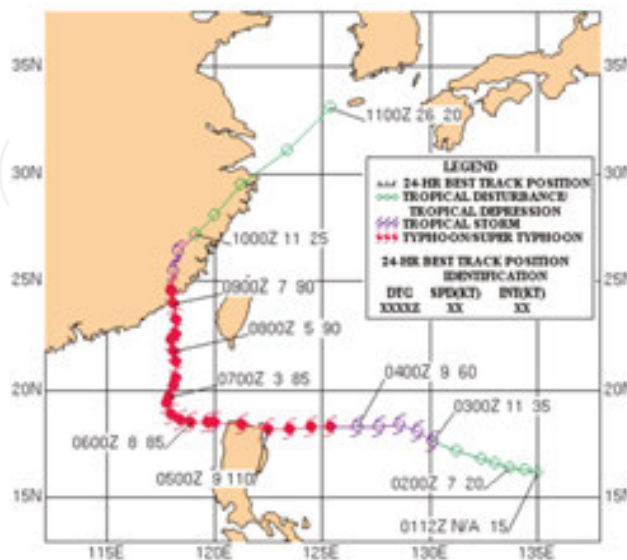 35N
35N
1100Z 26 20
30N
30N
LEGEND
24-HR BEST TRACK POSITION
TROPICAL DISTURBANCE/
TROPICAL DEPRESSION
TROPICAL STORM
TYPHOON/SUPER TYPHOON
24-HR BEST TRACK POSITION
IDENTIFICATION
DTG SPD(KT) INT(KT)
XXXXZ XX XX
1000Z 11 25
25N
25N
0900Z 7 90
0800Z 5 90
0400Z 9 60
20N
20N
0700Z 3 85
0300Z 11 35
0600Z 8 85
0500Z 9 110
0200Z 7 20
15N
15N
0112Z N/A 15
115E
120E
125E
130E
135E